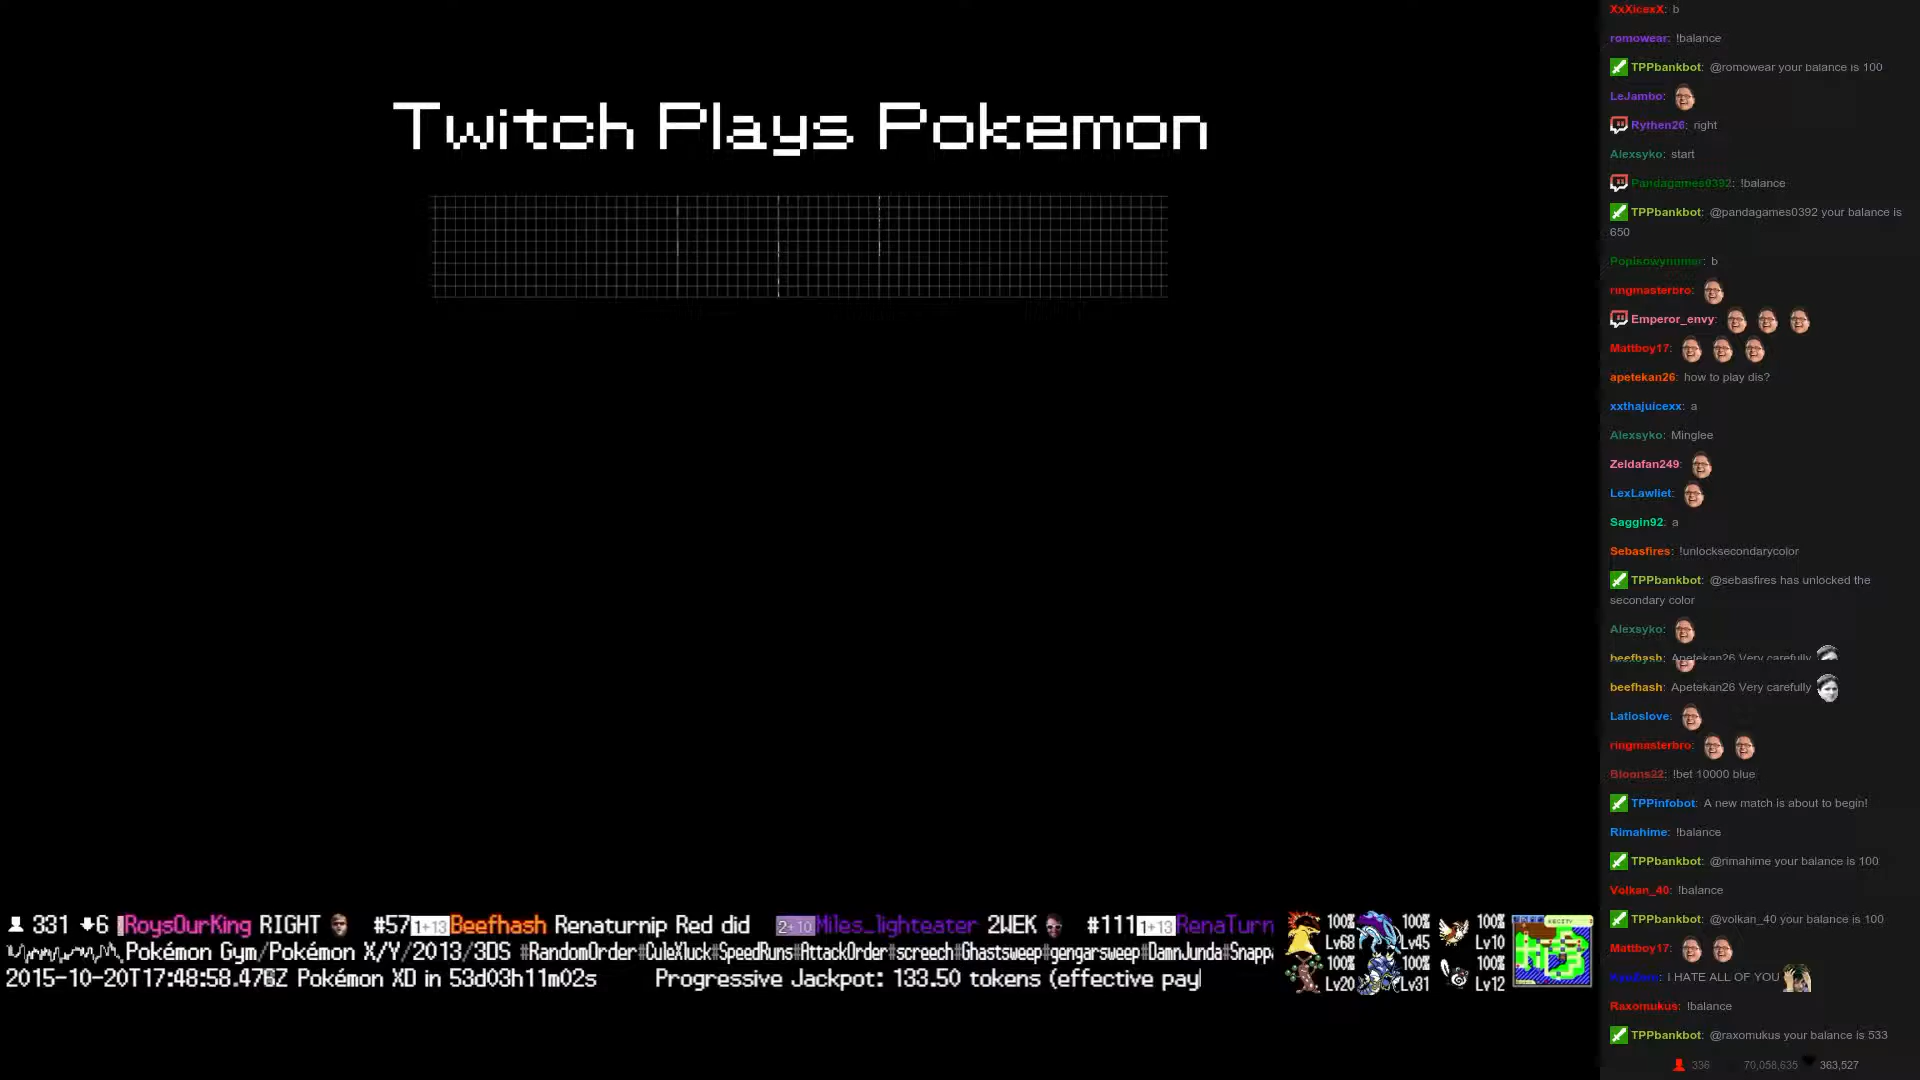 Twitch Plays Pokemon
331 6 RoysOurKing RIGHT #57 1+13 Beefhash Renaturnip Red did 2+10 Miles_lighteater 2WEK #111 1+13 RenaTurn
Pokémon Gym/Pokémon X/Y/2013/3DS #RandomOrder#CuleXluck#SpeedRuns#AttackOrder#screech#Ghastsweep#gengarsweep#DamnJunda#Snapp
Pokémon XD in 53d03h11m02s Progressive Jackpot: 133.50 tokens (effective pay
100% 100% 100%
Lv68 Lv45 Lv10
100% 100% 100%
Lv20 Lv31 Lv12
XxXicexX: b
romowear: !balance
TPPbankbot: @romowear your balance is 100
LeJambo:
Rythen26: right
Alexsyko: start
Pandagames0392: !balance
TPPbankbot: @pandagames0392 your balance is
650
Popisowynumer: b
ringmasterbro:
Emperor_envy:
Mattboy17:
apetekan26: how to play dis?
xxthajuicexx: a
Alexsyko: Minglee
Zeldafan249:
LexLawliet:
Saggin92: a
Sebasfires: !unlocksecondarycolor
TPPbankbot: @sebasfires has unlocked the
secondary color
Alexsyko:
beefhash: Apetekan26 Very carefully
beefhash: Apetekan26 Very carefully
Latioslove:
ringmasterbro:
Bloons22: !bet 10000 blue
TPPinfobot: A new match is about to begin!
Rimahime: !balance
TPPbankbot: @rimahime your balance is 100
Volkan_40: !balance
TPPbankbot: @volkan_40 your balance is 100
Mattboy17:
I HATE ALL OF YOU
Raxomukus: !balance
TPPbankbot: @raxomukus your balance is 533
336 70,058,635 363,527